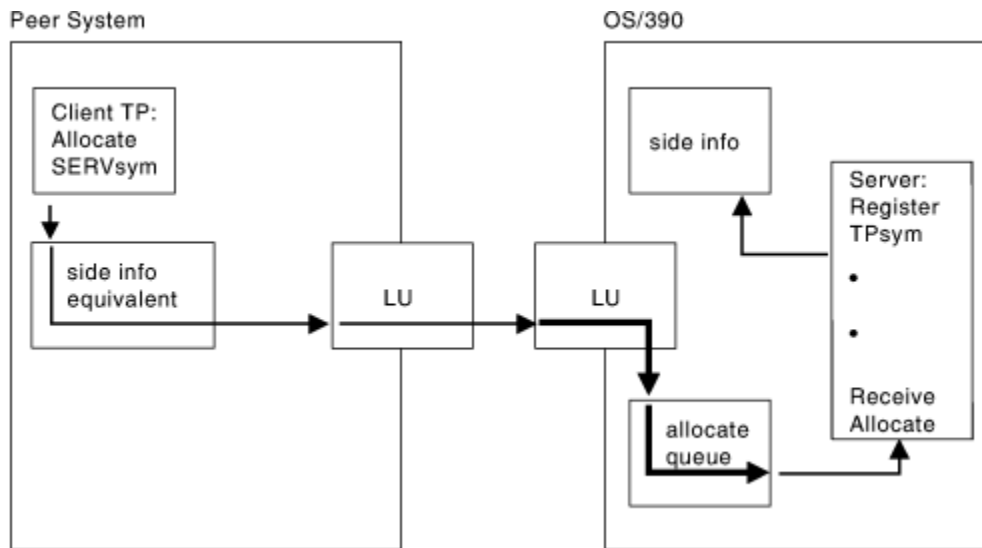 Peer System
OS/390
Client TP:
Allocate
SERVsym
side info
equivalent
LU
LU
side info
Server:
Register
TPsym
•
•
Receive
Allocate
allocate
queue